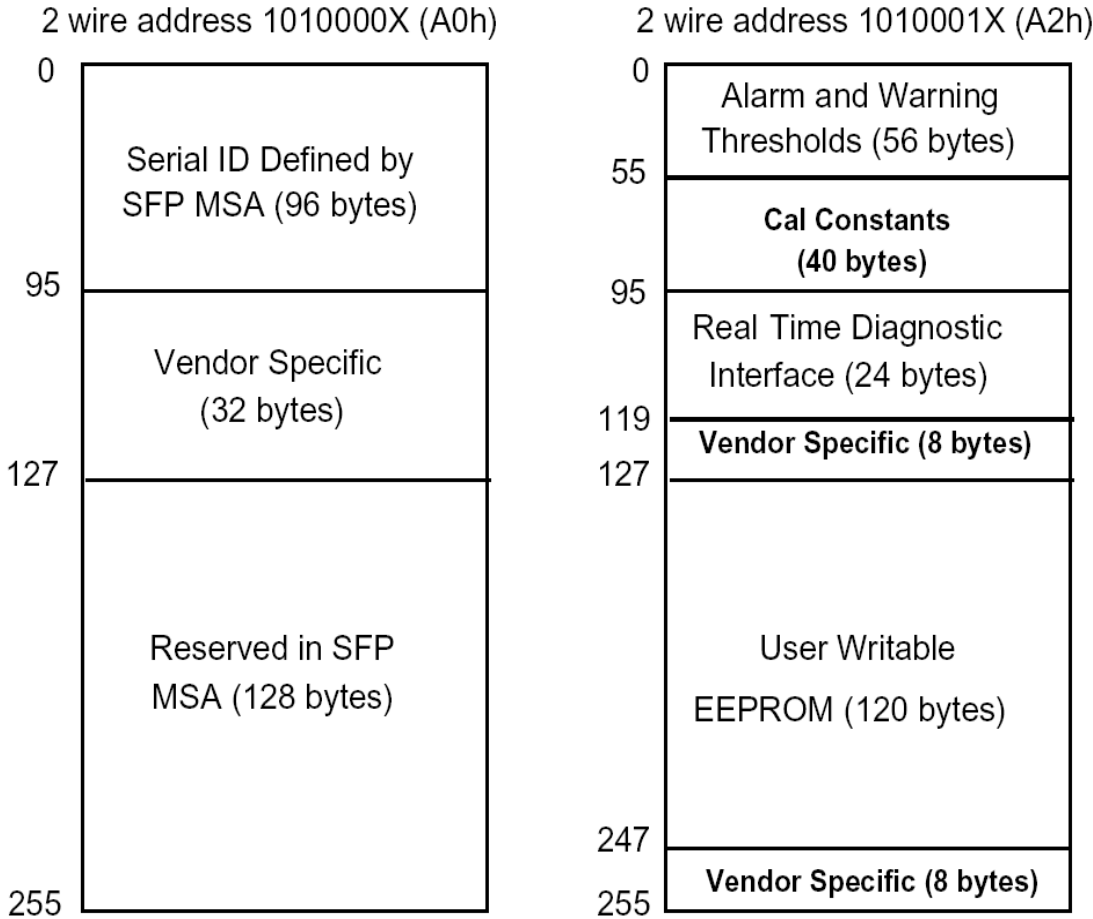 2 wire address 1010000X (A0h)
0
Serial ID Defined by
SFP MSA (96 bytes)
95
Vendor Specific
(32 bytes)
127
Reserved in SFP
MSA (128 bytes)
255
2 wire address 1010001X (A2h)
0
Alarm and Warning
Thresholds (56 bytes)
55
Cal Constants
(40 bytes)
95
Real Time Diagnostic
Interface (24 bytes)
119
Vendor Specific (8 bytes)
127
User Writable
EEPROM (120 bytes)
247
Vendor Specific (8 bytes)
255